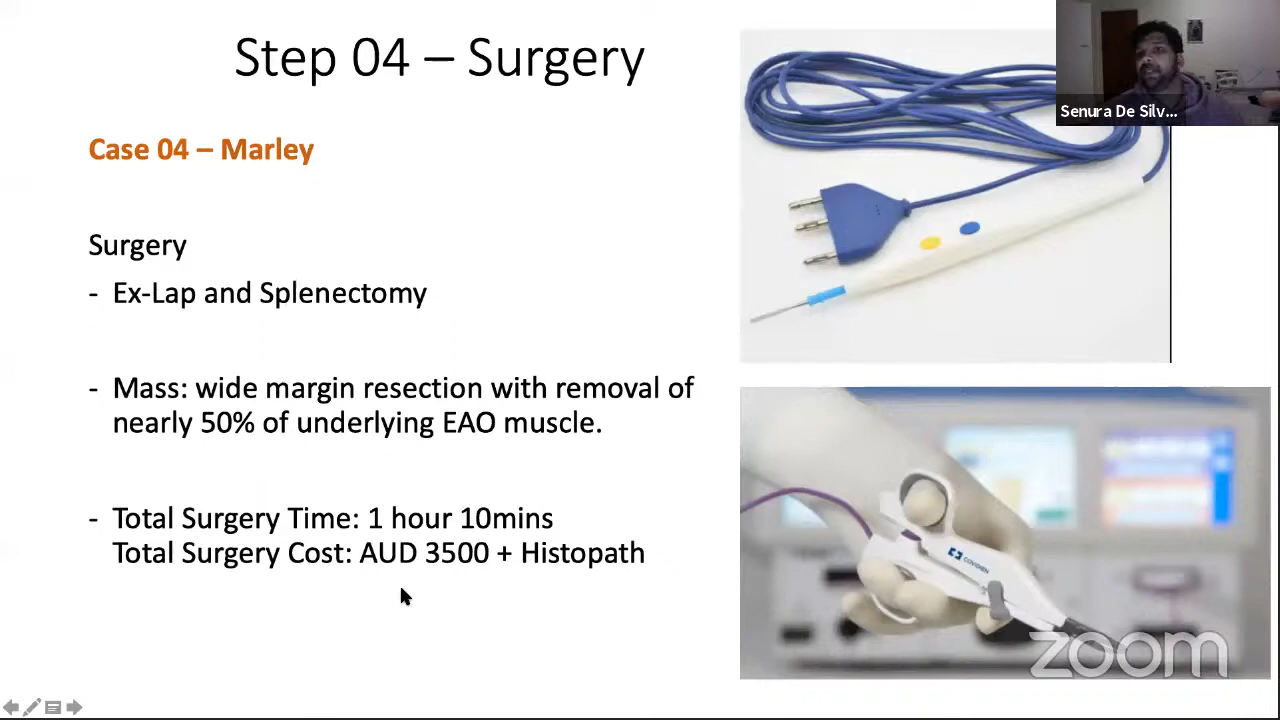 Step 04 – Surgery
Senura De Silv...
Case 04 – Marley
Surgery
- Ex-Lap and Splenectomy
- Mass: wide margin resection with removal of
nearly 50% of underlying EAO muscle.
- Total Surgery Time: 1 hour 10mins
Total Surgery Cost: AUD 3500 + Histopath
COVIDIEN
zoom